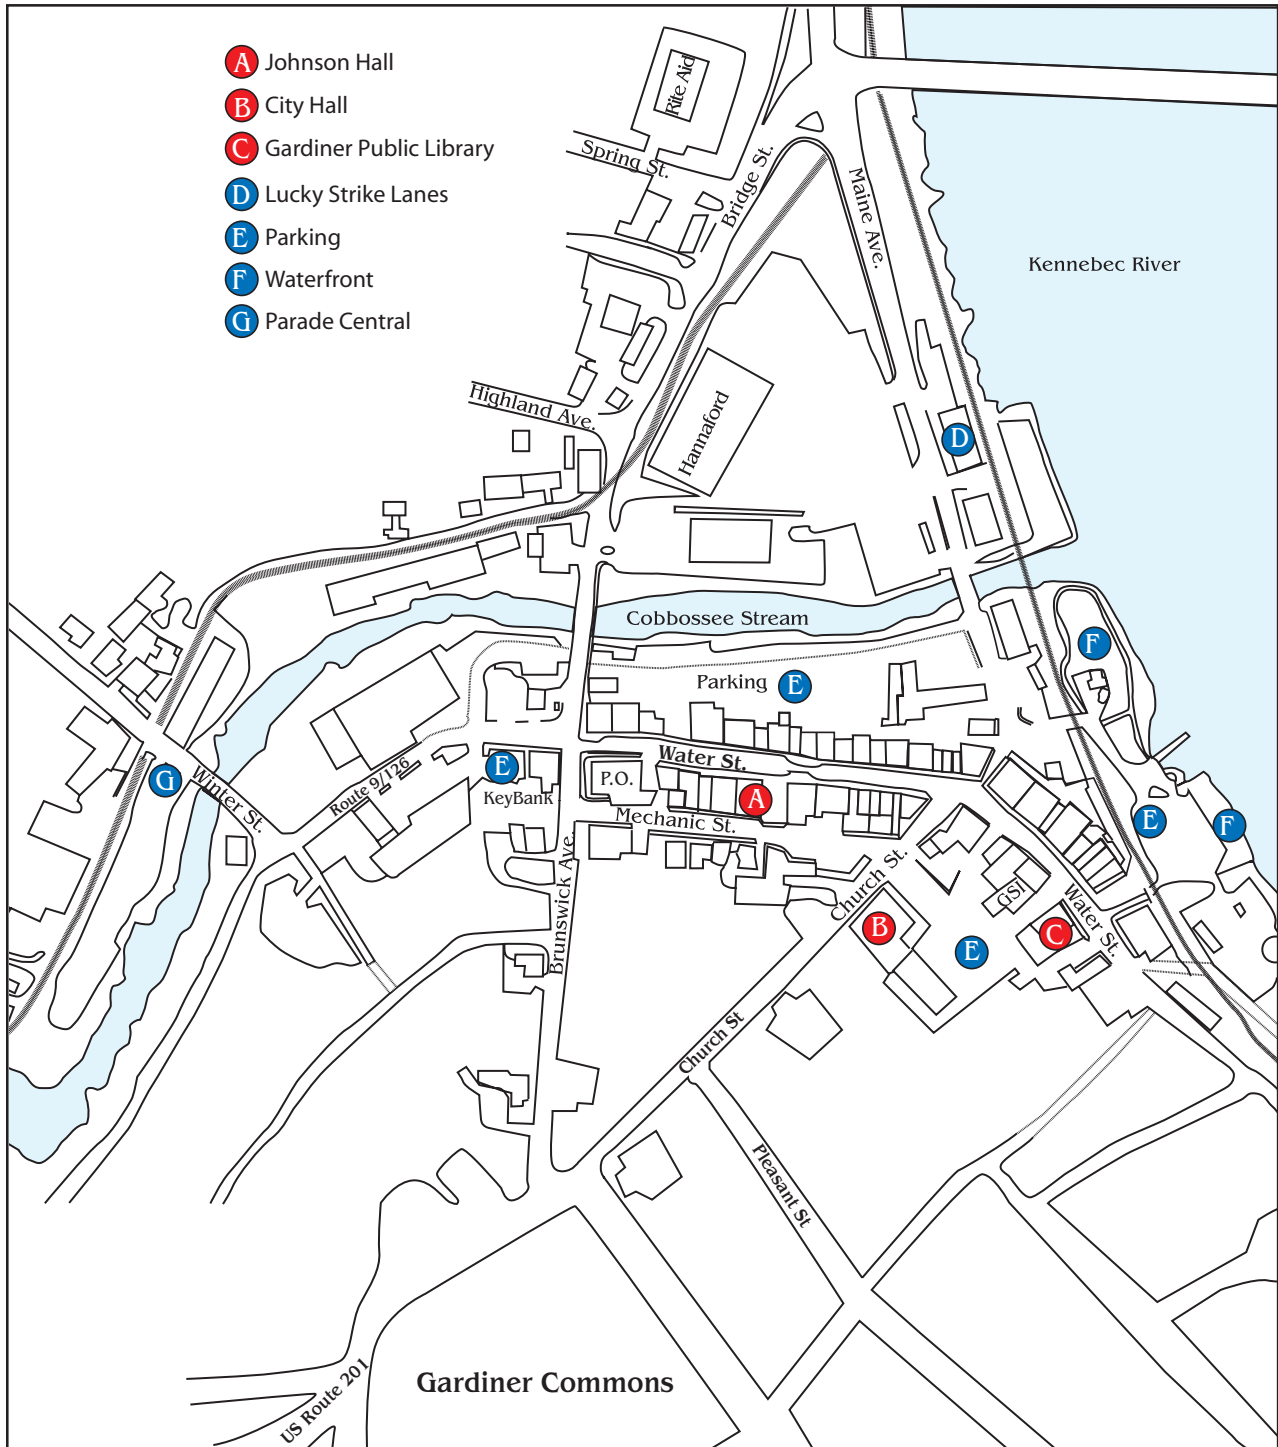 A Johnson Hall
B City Hall
C Gardiner Public Library
D Lucky Strike Lanes
E Parking
F Waterfront
G Parade Central
Rite Aid
Spring St.
Bridge St.
Maine Ave.
Kennebec River
Highland Ave.
Hannaford
D
Cobbossee Stream
F
Parking E
Water St.
G
Winter St.
Route 9/126
E
KeyBank
P.O.
A
Mechanic St.
E
F
Brunswick Ave.
Church St.
GSI
Water St.
B
E
C
Church St
Pleasant St
Gardiner Commons
US Route 201